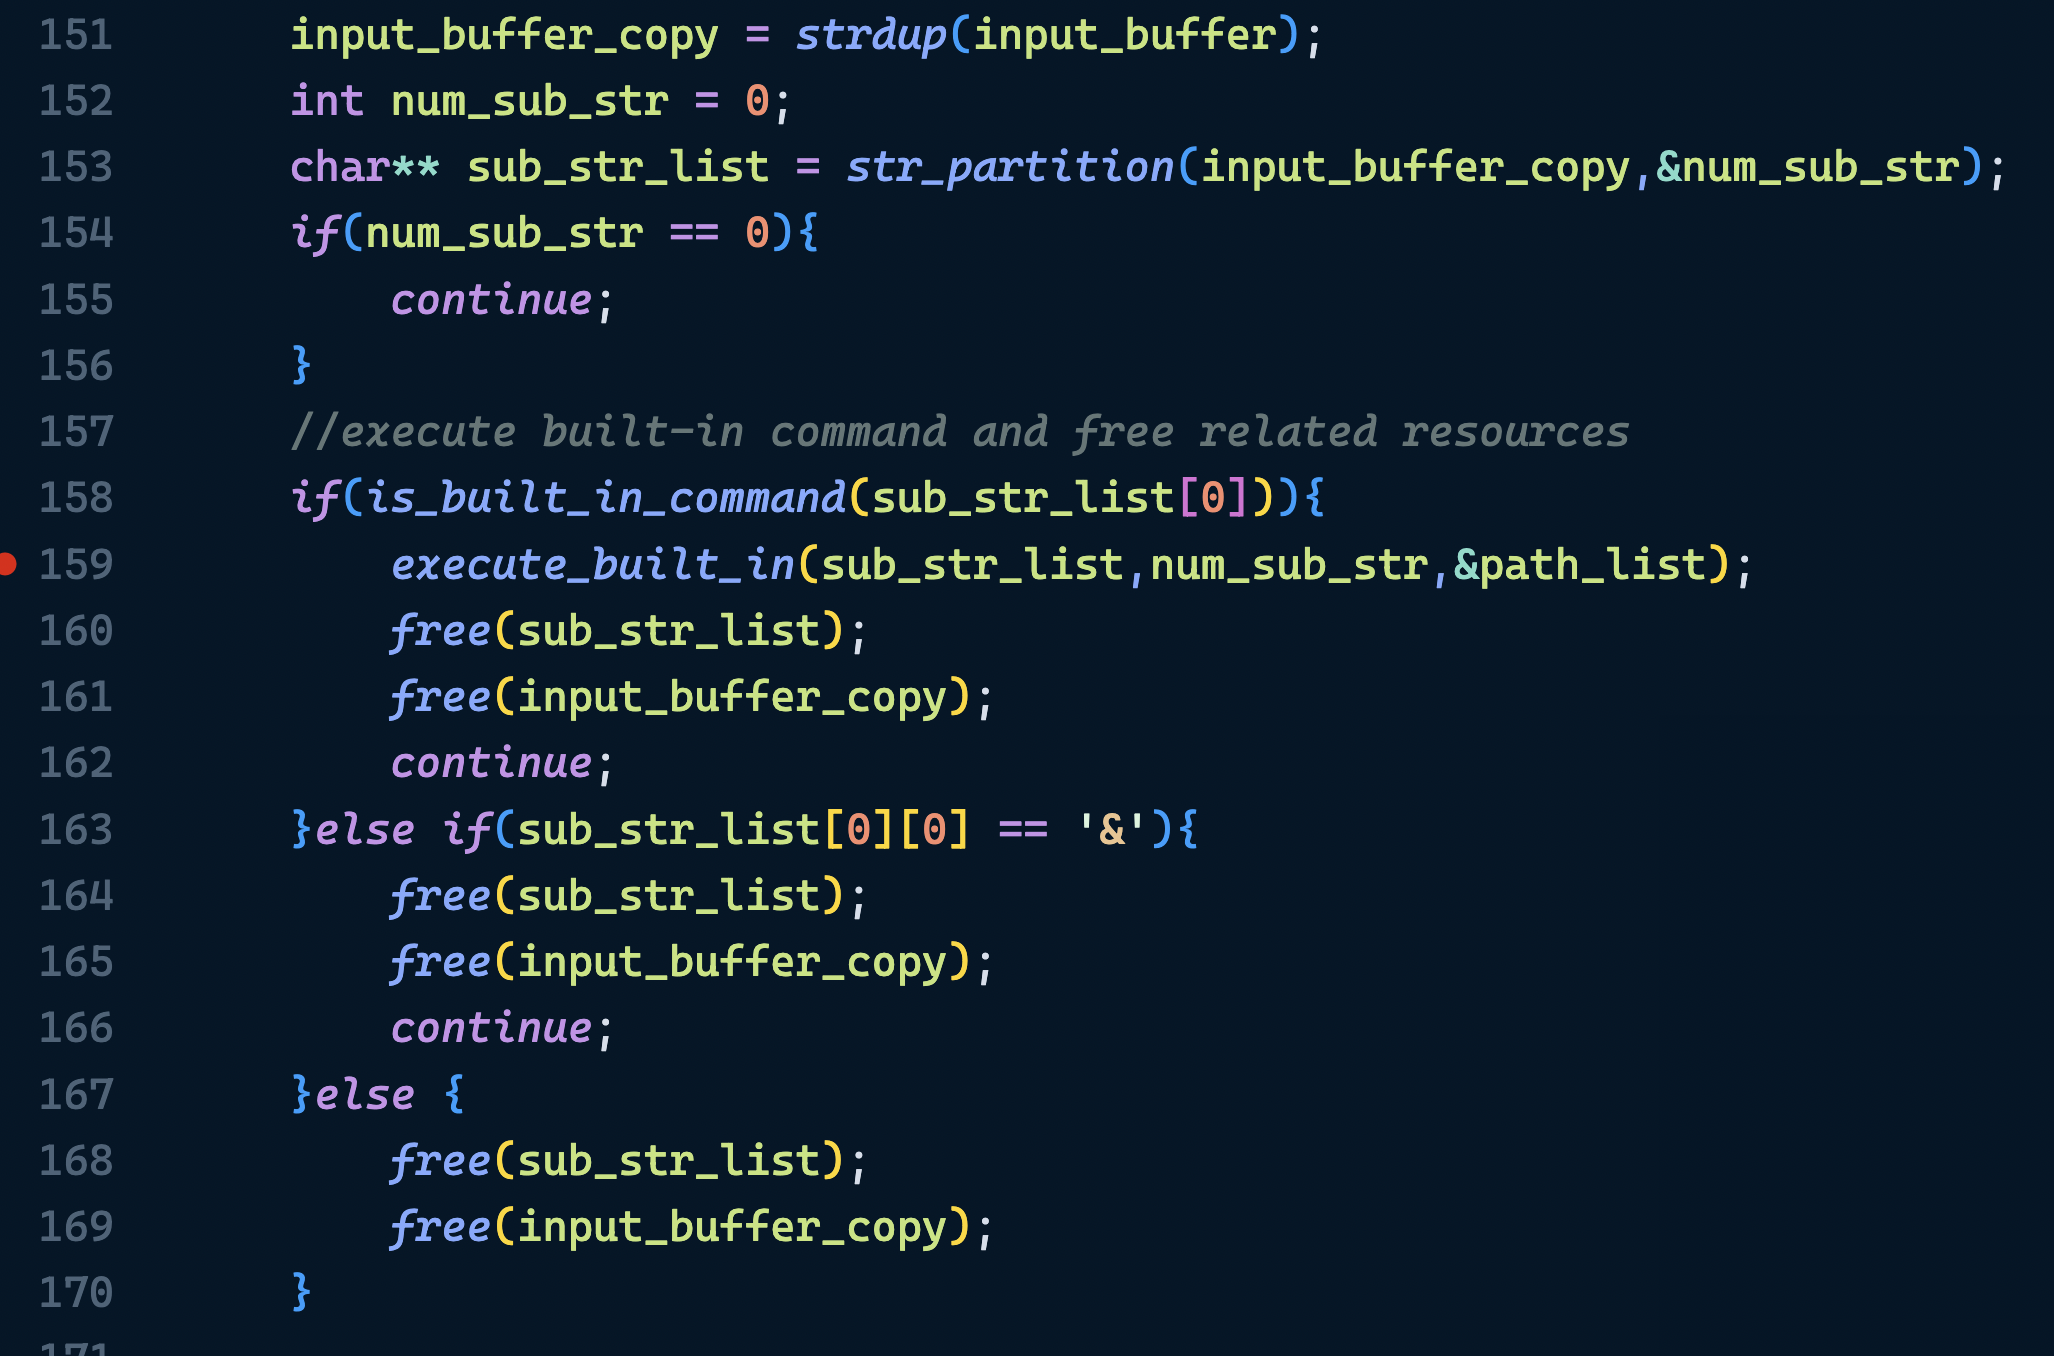 151 input_buffer_copy = strdup(input_buffer);
152 int num_sub_str = 0;
153 char** sub_str_list = str_partition(input_buffer_copy,&num_sub_str);
154 if(num_sub_str == 0){
155 continue;
156 }
157 //execute built-in command and free related resources
158 if(is_built_in_command(sub_str_list[0])){
159 execute_built_in(sub_str_list,num_sub_str,&path_list);
160 free(sub_str_list);
161 free(input_buffer_copy);
162 continue;
163 }else if(sub_str_list[0][0] == '&'){
164 free(sub_str_list);
165 free(input_buffer_copy);
166 continue;
167 }else {
168 free(sub_str_list);
169 free(input_buffer_copy);
170 }
171